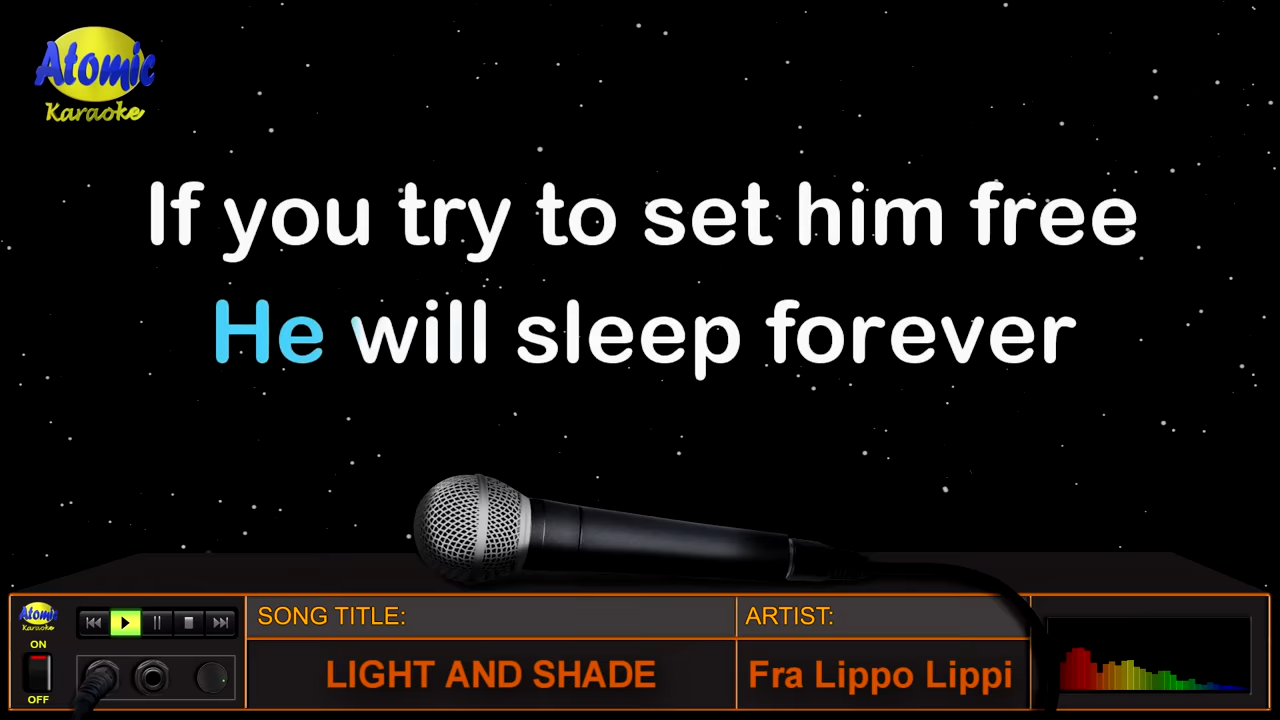 Atomic
Karaoke
If you try to set him free
He will sleep forever
Atomic
Karaoke
ON
OFF
SONG TITLE:
LIGHT AND SHADE
ARTIST:
Fra Lippo Lippi